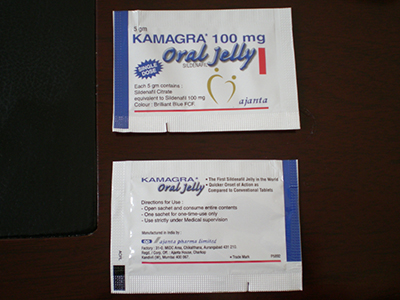 5 gm
KAMAGRA® 100 mg
Oral Jelly
SILDENAFIL
SINGLE DOSE
Each 5 gm contains :
Sildenafil Citrate
equivalent to Sildenafil 100 mg
Colour : Brilliant Blue FCF
ajanta
KAMAGRA®
Oral Jelly
• The First Sildenafil Jelly in the World
• Quicker Onset of Action as
Compared to Conventional Tablets
Directions for Use :
- Open sachet and consume entire contents
- One sachet for one-time-use only
- Use strictly under Medical supervision
Manufactured in India by :
ajanta pharma limited
• Trade Mark